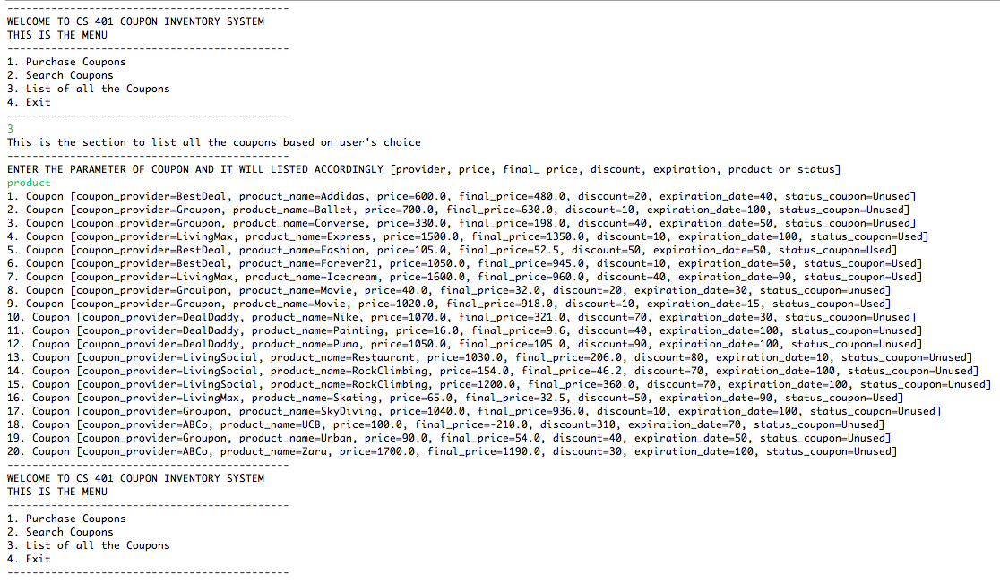 ---------------------------------------------
WELCOME TO CS 401 COUPON INVENTORY SYSTEM
THIS IS THE MENU
---------------------------------------------
1. Purchase Coupons
2. Search Coupons
3. List of all the Coupons
4. Exit
---------------------------------------------
3
This is the section to list all the coupons based on user's choice
---------------------------------------------
ENTER THE PARAMETER OF COUPON AND IT WILL LISTED ACCORDINGLY [provider, price, final_ price, discount, expiration, product or status]
product
1. Coupon [coupon_provider=BestDeal, product_name=Addidas, price=600.0, final_price=480.0, discount=20, expiration_date=40, status_coupon=Unused]
2. Coupon [coupon_provider=Groupon, product_name=Ballet, price=700.0, final_price=630.0, discount=10, expiration_date=100, status_coupon=Unused]
3. Coupon [coupon_provider=Groupon, product_name=Converse, price=330.0, final_price=198.0, discount=40, expiration_date=50, status_coupon=Unused]
4. Coupon [coupon_provider=LivingMax, product_name=Express, price=1500.0, final_price=1350.0, discount=10, expiration_date=100, status_coupon=Used]
5. Coupon [coupon_provider=BestDeal, product_name=Fashion, price=105.0, final_price=52.5, discount=50, expiration_date=50, status_coupon=Used]
6. Coupon [coupon_provider=BestDeal, product_name=Forever21, price=1050.0, final_price=945.0, discount=10, expiration_date=50, status_coupon=Used]
7. Coupon [coupon_provider=LivingMax, product_name=Icecream, price=1600.0, final_price=960.0, discount=40, expiration_date=90, status_coupon=Used]
8. Coupon [coupon_provider=Grouipon, product_name=Movie, price=40.0, final_price=32.0, discount=20, expiration_date=30, status_coupon=unused]
9. Coupon [coupon_provider=Groupon, product_name=Movie, price=1020.0, final_price=918.0, discount=10, expiration_date=15, status_coupon=Used]
10. Coupon [coupon_provider=DealDaddy, product_name=Nike, price=1070.0, final_price=321.0, discount=70, expiration_date=30, status_coupon=Unused]
11. Coupon [coupon_provider=DealDaddy, product_name=Painting, price=16.0, final_price=9.6, discount=40, expiration_date=100, status_coupon=Used]
12. Coupon [coupon_provider=DealDaddy, product_name=Puma, price=1050.0, final_price=105.0, discount=90, expiration_date=100, status_coupon=Unused]
13. Coupon [coupon_provider=LivingSocial, product_name=Restaurant, price=1030.0, final_price=206.0, discount=80, expiration_date=10, status_coupon=Unused]
14. Coupon [coupon_provider=LivingSocial, product_name=RockClimbing, price=154.0, final_price=46.2, discount=70, expiration_date=100, status_coupon=Unused]
15. Coupon [coupon_provider=LivingSocial, product_name=RockClimbing, price=1200.0, final_price=360.0, discount=70, expiration_date=100, status_coupon=Unused]
16. Coupon [coupon_provider=LivingMax, product_name=Skating, price=65.0, final_price=32.5, discount=50, expiration_date=90, status_coupon=Used]
17. Coupon [coupon_provider=Groupon, product_name=SkyDiving, price=1040.0, final_price=936.0, discount=10, expiration_date=100, status_coupon=Unused]
18. Coupon [coupon_provider=ABCo, product_name=UCB, price=100.0, final_price=-210.0, discount=310, expiration_date=70, status_coupon=Unused]
19. Coupon [coupon_provider=Groupon, product_name=Urban, price=90.0, final_price=54.0, discount=40, expiration_date=50, status_coupon=Unused]
20. Coupon [coupon_provider=ABCo, product_name=Zara, price=1700.0, final_price=1190.0, discount=30, expiration_date=100, status_coupon=Unused]
---------------------------------------------
WELCOME TO CS 401 COUPON INVENTORY SYSTEM
THIS IS THE MENU
---------------------------------------------
1. Purchase Coupons
2. Search Coupons
3. List of all the Coupons
4. Exit
---------------------------------------------